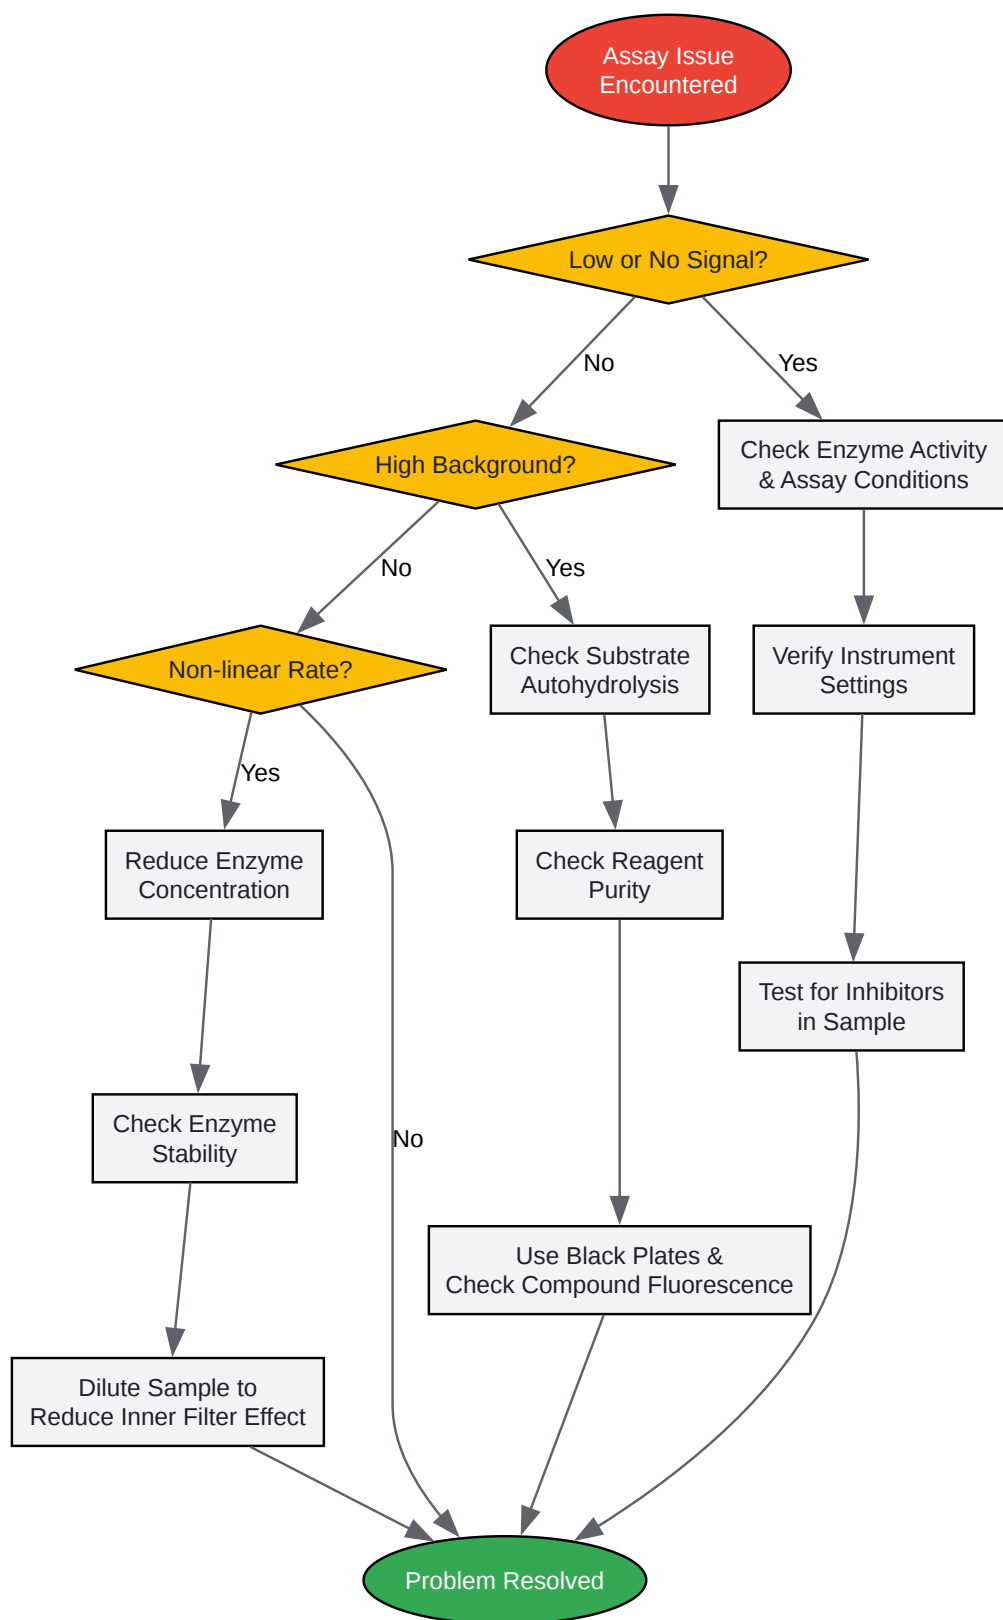 Assay Issue
Encountered
Low or No Signal?
No
Yes
High Background?
Check Enzyme Activity
& Assay Conditions
No
Yes
Non-linear Rate?
Check Substrate
Autohydrolysis
Verify Instrument
Settings
Yes
Reduce Enzyme
Concentration
Check Reagent
Purity
Test for Inhibitors
in Sample
Check Enzyme
Stability
No
Use Black Plates &
Check Compound Fluorescence
Dilute Sample to
Reduce Inner Filter Effect
Problem Resolved